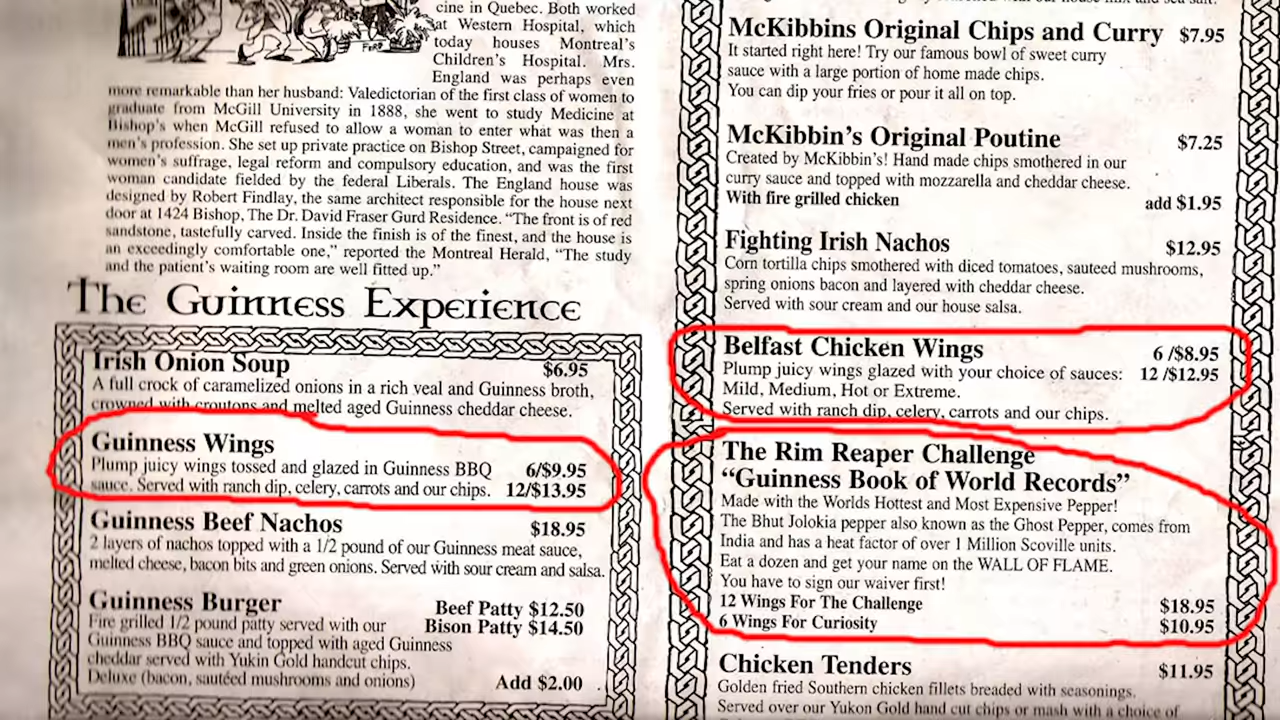 cine in Quebec. Both worked
at Western Hospital, which
today houses Montreal's
Children's Hospital. Mrs.
England was perhaps even
more remarkable than her husband: Valedictorian of the first class of women to
graduate from McGill University in 1888, she went to study Medicine at
Bishop's when McGill refused to allow a woman to enter what was then a
men's profession. She set up private practice on Bishop Street, campaigned for
women's suffrage, legal reform and compulsory education, and was the first
woman candidate fielded by the federal Liberals. The England house was
designed by Robert Findlay, the same architect responsible for the house next
door at 1424 Bishop, The Dr. David Fraser Gurd Residence. "The front is of red
sandstone, tastefully carved. Inside the finish is of the finest, and the house is
an exceedingly comfortable one," reported the Montreal Herald, "The study
and the patient's waiting room are well fitted up."
The Guinness Experience
Irish Onion Soup $6.95
A full crock of caramelized onions in a rich veal and Guinness broth,
crowned with croutons and melted aged Guinness cheddar cheese.
Guinness Wings
Plump juicy wings tossed and glazed in Guinness BBQ 6/$9.95
sauce. Served with ranch dip, celery, carrots and our chips. 12/$13.95
Guinness Beef Nachos $18.95
2 layers of nachos topped with a 1/2 pound of our Guinness meat sauce,
melted cheese, bacon bits and green onions. Served with sour cream and salsa.
Guinness Burger Beef Patty $12.50
Fire grilled 1/2 pound patty served with our Bison Patty $14.50
Guinness BBQ sauce and topped with aged Guinness
cheddar served with Yukin Gold handcut chips.
Deluxe (bacon, sautéed mushrooms and onions) Add $2.00
McKibbins Original Chips and Curry $7.95
It started right here! Try our famous bowl of sweet curry
sauce with a large portion of home made chips.
You can dip your fries or pour it all on top.
McKibbin's Original Poutine $7.25
Created by McKibbin's! Hand made chips smothered in our
curry sauce and topped with mozzarella and cheddar cheese.
With fire grilled chicken add $1.95
Fighting Irish Nachos $12.95
Corn tortilla chips smothered with diced tomatoes, sauteed mushrooms,
spring onions bacon and layered with cheddar cheese.
Served with sour cream and our house salsa.
Belfast Chicken Wings 6 /$8.95
Plump juicy wings glazed with your choice of sauces: 12 /$12.95
Mild, Medium, Hot or Extreme.
Served with ranch dip, celery, carrots and our chips.
The Rim Reaper Challenge
"Guinness Book of World Records"
Made with the Worlds Hottest and Most Expensive Pepper!
The Bhut Jolokia pepper also known as the Ghost Pepper, comes from
India and has a heat factor of over 1 Million Scoville units.
Eat a dozen and get your name on the WALL OF FLAME.
You have to sign our waiver first!
12 Wings For The Challenge $18.95
6 Wings For Curiosity $10.95
Chicken Tenders $11.95
Golden fried Southern chicken fillets breaded with seasonings.
Served over our Yukon Gold hand cut chips or mash with a choice of